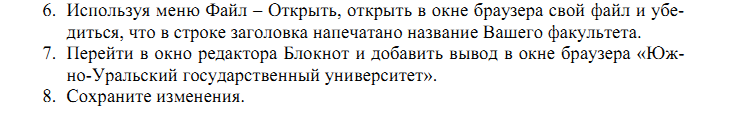 6. Используя меню Файл – Открыть, открыть в окне браузера свой файл и убе-
диться, что в строке заголовка напечатано название Вашего факультета.
7. Перейти в окно редактора Блокнот и добавить вывод в окне браузера «Юж-
но-Уральский государственный университет».
8. Сохраните изменения.